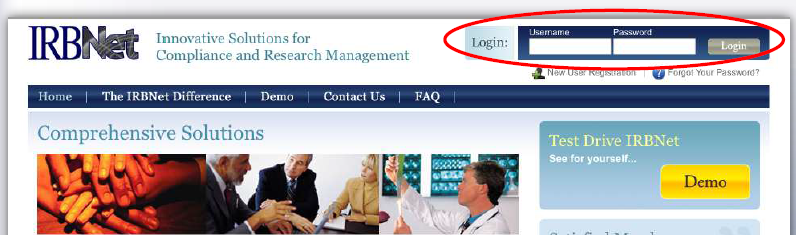 IRBNet
Innovative Solutions for
Compliance and Research Management
Login:
Username
Password
Login
New User Registration
Forgot Your Password?
Home | The IRBNet Difference | Demo | Contact Us | FAQ |
Comprehensive Solutions
Test Drive IRBNet
See for yourself...
Demo